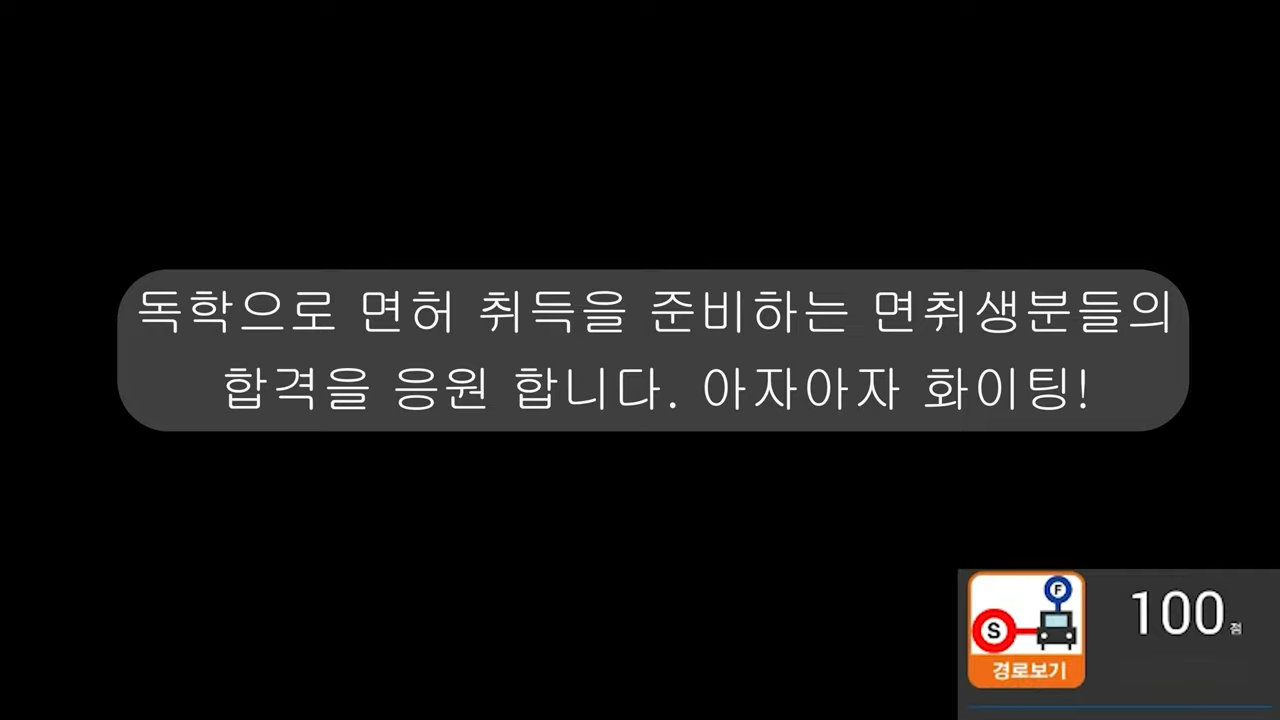 독학으로 면허 취득을 준비하는 면취생분들의
합격을 응원 합니다. 아자아자 화이팅!
F
S
경로보기
100점